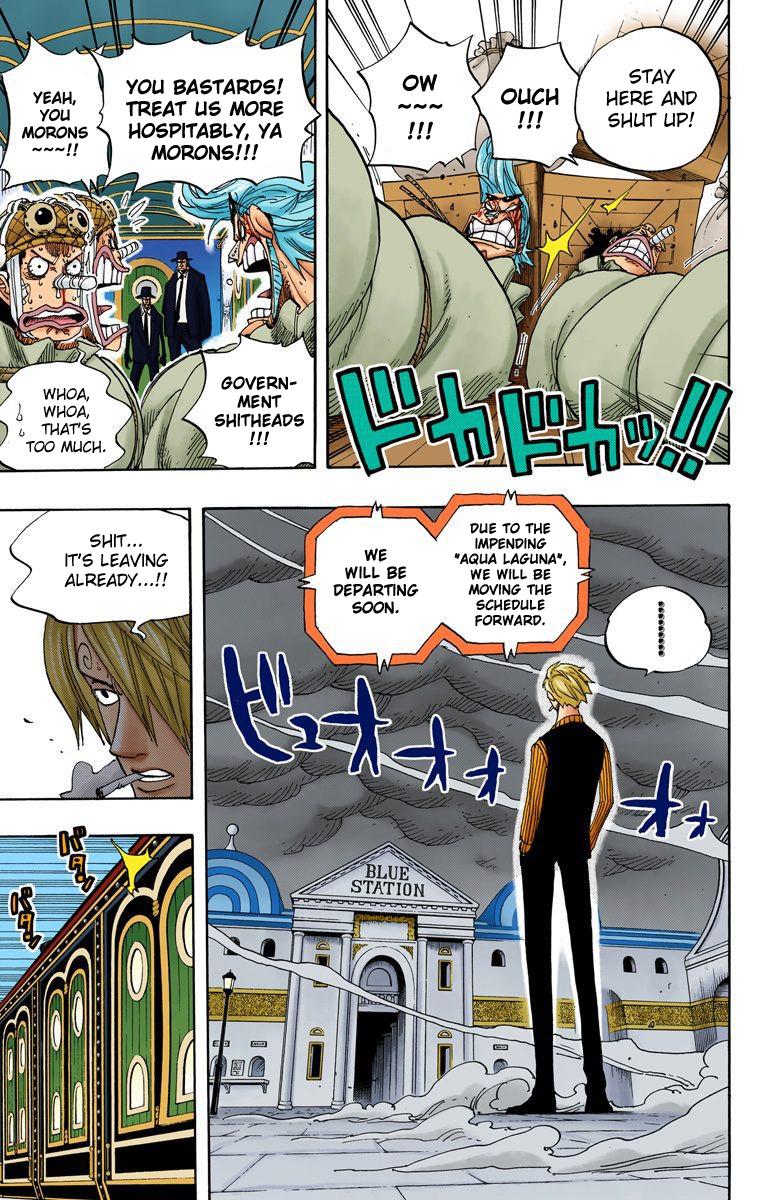 STAY
HERE AND
SHUT UP!
OUCH
!!!
OW
~~~
!!!
ドカドカッ!!
YOU BASTARDS!
TREAT US MORE
HOSPITABLY, YA
MORONS!!!
YEAH,
YOU
MORONS
~~~!!
GOVERN-
MENT
SHITHEADS
!!!
WHOA,
WHOA,
THAT'S
TOO MUCH.
DUE TO THE
IMPENDING
"AQUA LAGUNA",
WE WILL BE
MOVING THE
SCHEDULE
FORWARD.
WE
WILL BE
DEPARTING
SOON.
ビュオオオ
オオ
BLUE
STATION
SHIT...
IT'S LEAVING
ALREADY...!!
バタン
バタン